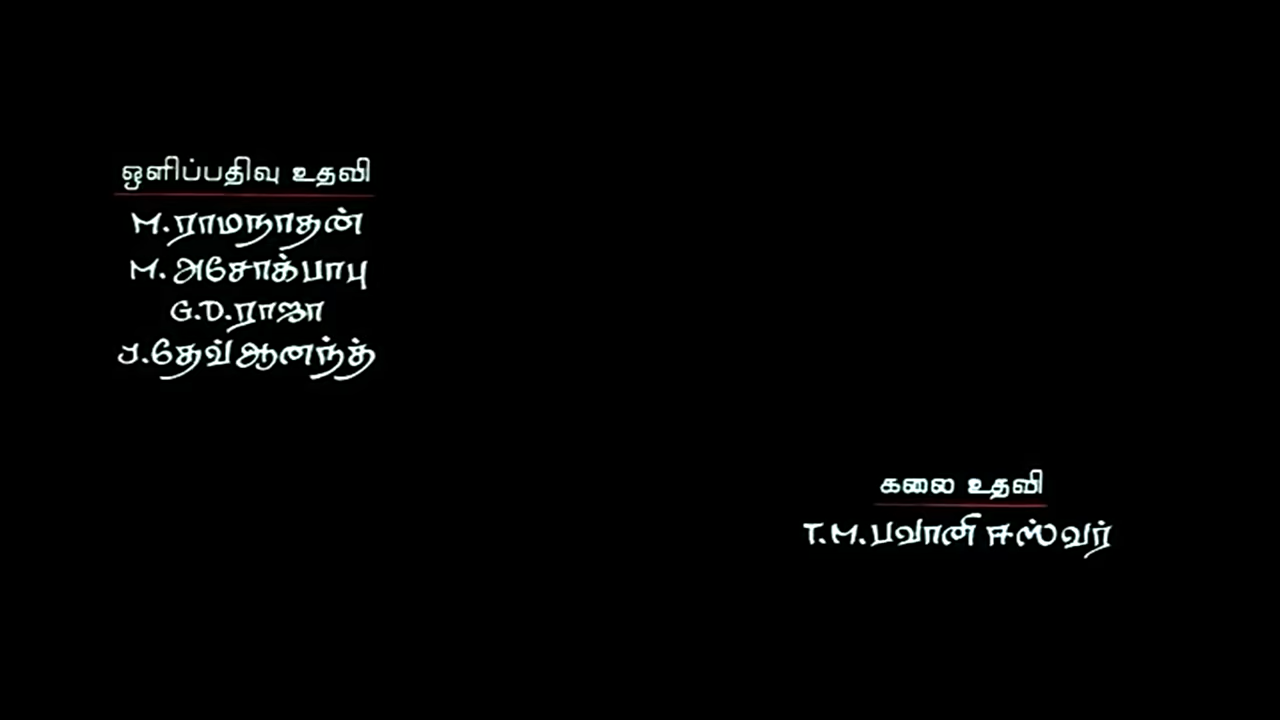 ஒளிப்பதிவு உதவி
M.ராமநாதன்
M.அசோக்பாபு
G.D.ராஜா
J.தேவ்ஆனந்த்
கலை உதவி
T.M.பவானி ஈஸ்வர்